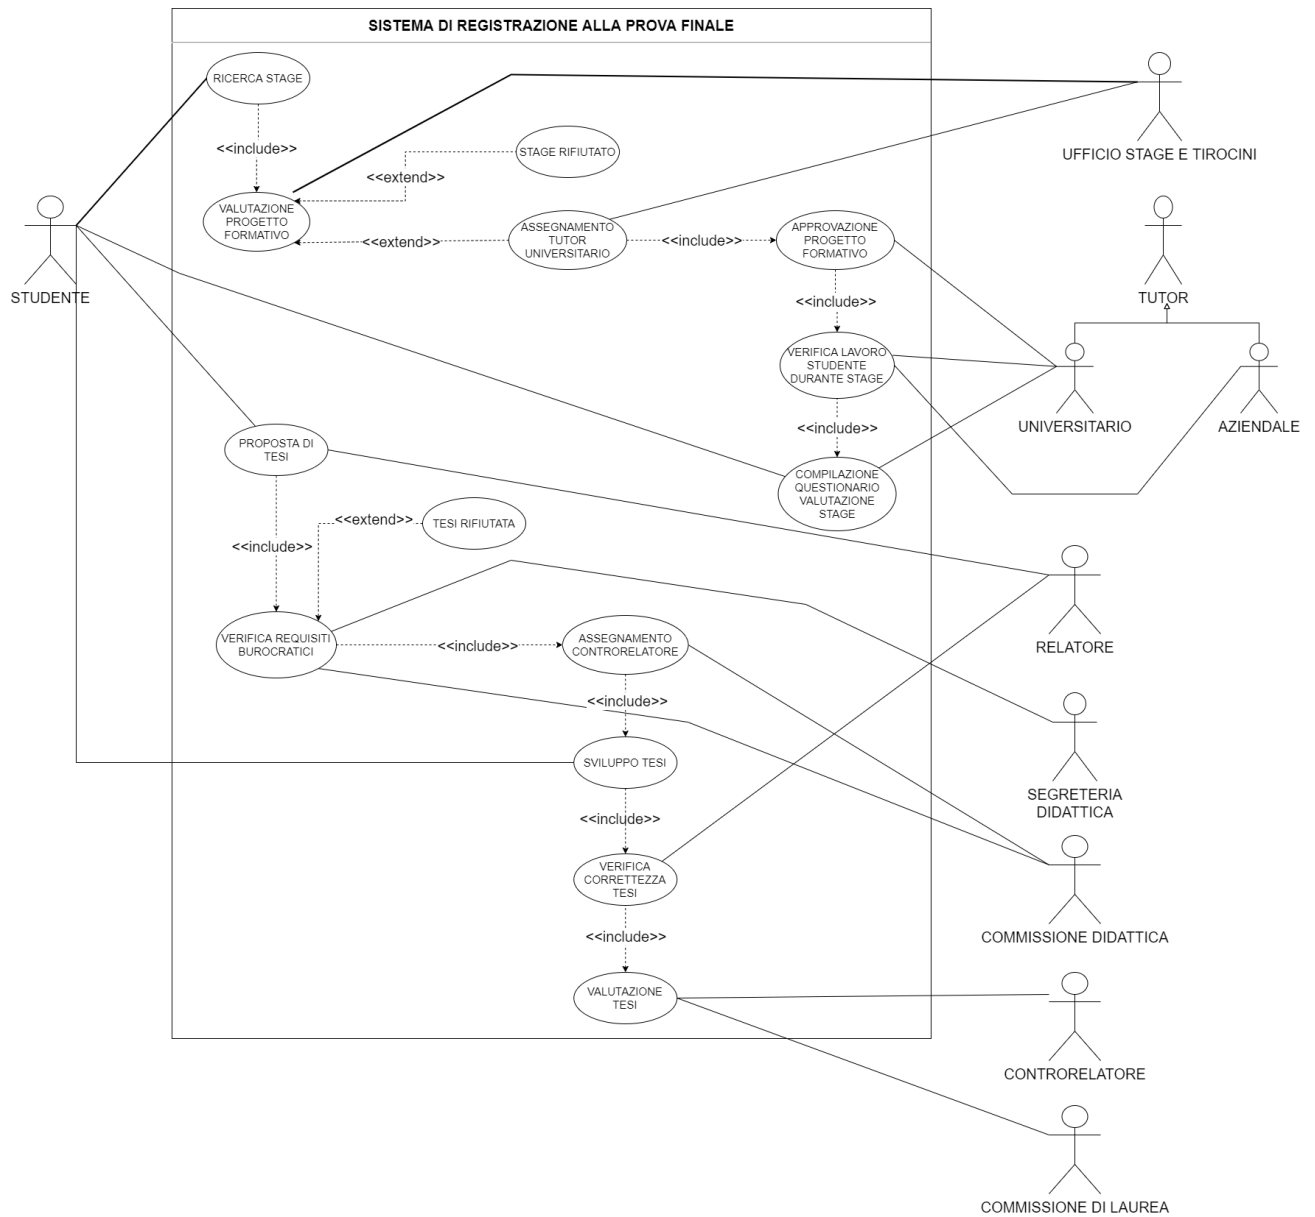 SISTEMA DI REGISTRAZIONE ALLA PROVA FINALE
RICERCA STAGE
<<include>>
STAGE RIFIUTATO
<<extend>>
UFFICIO STAGE E TIROCINI
VALUTAZIONE
PROGETTO
FORMATIVO
<<extend>>
ASSEGNAMENTO
TUTOR
UNIVERSITARIO
<<include>>
APPROVAZIONE
PROGETTO
FORMATIVO
STUDENTE
TUTOR
<<include>>
VERIFICA LAVORO
STUDENTE
DURANTE STAGE
UNIVERSITARIO
AZIENDALE
<<include>>
PROPOSTA DI
TESI
COMPILAZIONE
QUESTIONARIO
VALUTAZIONE
STAGE
<<extend>>
TESI RIFIUTATA
<<include>>
VERIFICA REQUISITI
BUROCRATICI
<<include>>
ASSEGNAMENTO
CONTRORELATORE
RELATORE
<<include>>
SVILUPPO TESI
SEGRETERIA
DIDATTICA
<<include>>
VERIFICA
CORRETTEZZA
TESI
COMMISSIONE DIDATTICA
<<include>>
VALUTAZIONE
TESI
CONTRORELATORE
COMMISSIONE DI LAUREA